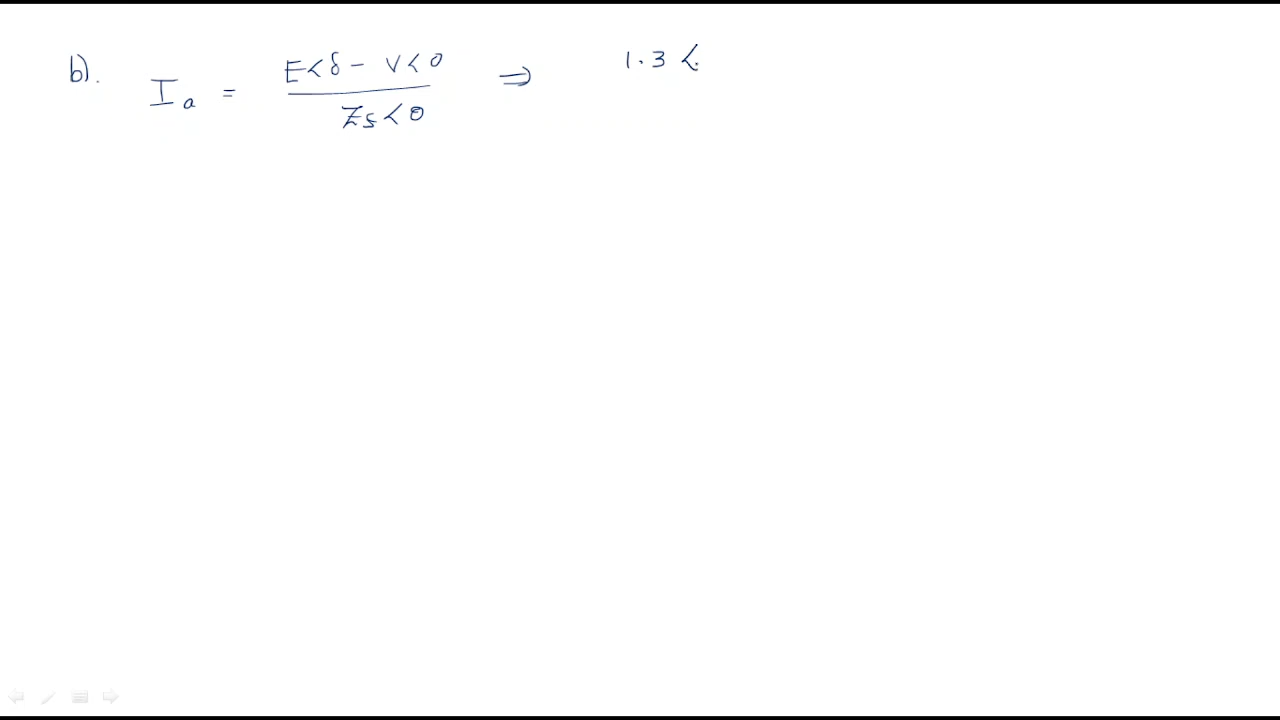 b). I_a = (E<δ - V<0) / (Zs<θ) ⇒ 1.3 <